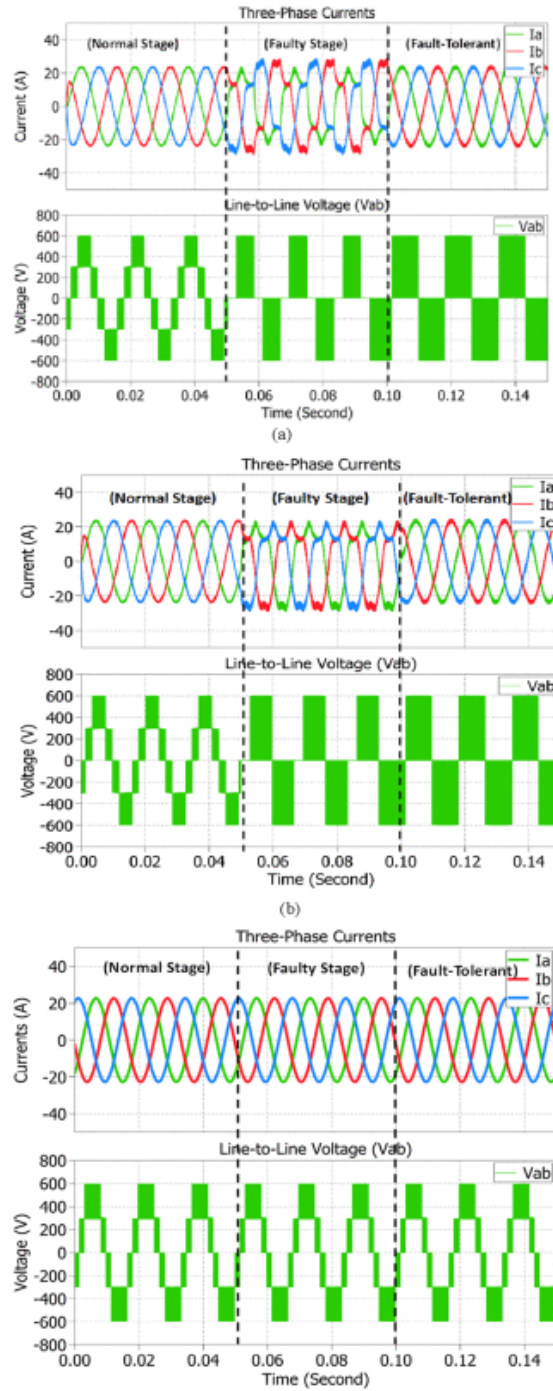 Three-Phase Currents
(Normal Stage) (Faulty Stage) (Fault-Tolerant)
Ia
Ib
Ic
Current (A)
40
20
0
-20
-40
Line-to-Line Voltage (Vab)
Vab
Voltage (V)
800
600
400
200
0
-200
-400
-600
-800
0.00 0.02 0.04 0.06 0.08 0.10 0.12 0.14
Time (Second)
(a)
Three-Phase Currents
(Normal Stage) (Faulty Stage) (Fault-Tolerant)
Ia
Ib
Ic
Current (A)
40
20
0
-20
-40
Line-to-Line Voltage (Vab)
Vab
Voltage (V)
800
600
400
200
0
-200
-400
-600
-800
0.00 0.02 0.04 0.06 0.08 0.10 0.12 0.14
Time (Second)
(b)
Three-Phase Currents
(Normal Stage) (Faulty Stage) (Fault-Tolerant)
Ia
Ib
Ic
Currents (A)
40
20
0
-20
-40
Line-to-Line Voltage (Vab)
Vab
Voltage (V)
800
600
400
200
0
-200
-400
-600
-800
0.00 0.02 0.04 0.06 0.08 0.10 0.12 0.14
Time (Second)